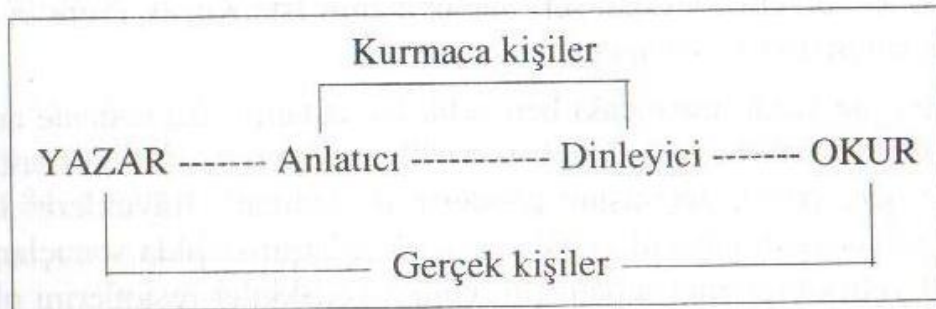 Kurmaca kişiler
YAZAR ------- Anlatıcı ----------- Dinleyici ------- OKUR
Gerçek kişiler